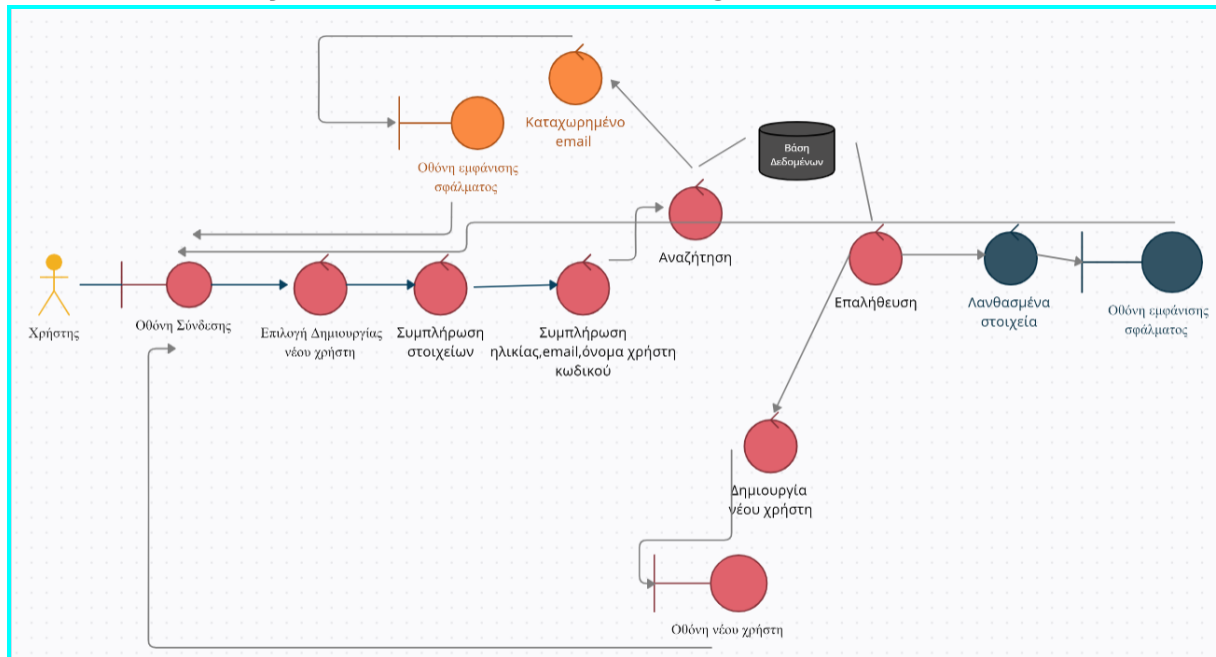 Καταχωρημένο
email
Οθόνη εμφάνισης
σφάλματος
Βάση
Δεδομένων
Αναζήτηση
Χρήστης
Οθόνη Σύνδεσης
Επιλογή Δημιουργίας
νέου χρήστη
Συμπλήρωση
στοιχείων
Συμπλήρωση
ηλικίας,email,όνομα χρήστη
κωδικού
Επαλήθευση
Λανθασμένα
στοιχεία
Οθόνη εμφάνισης
σφάλματος
Δημιουργία
νέου χρήστη
Οθόνη νέου χρήστη